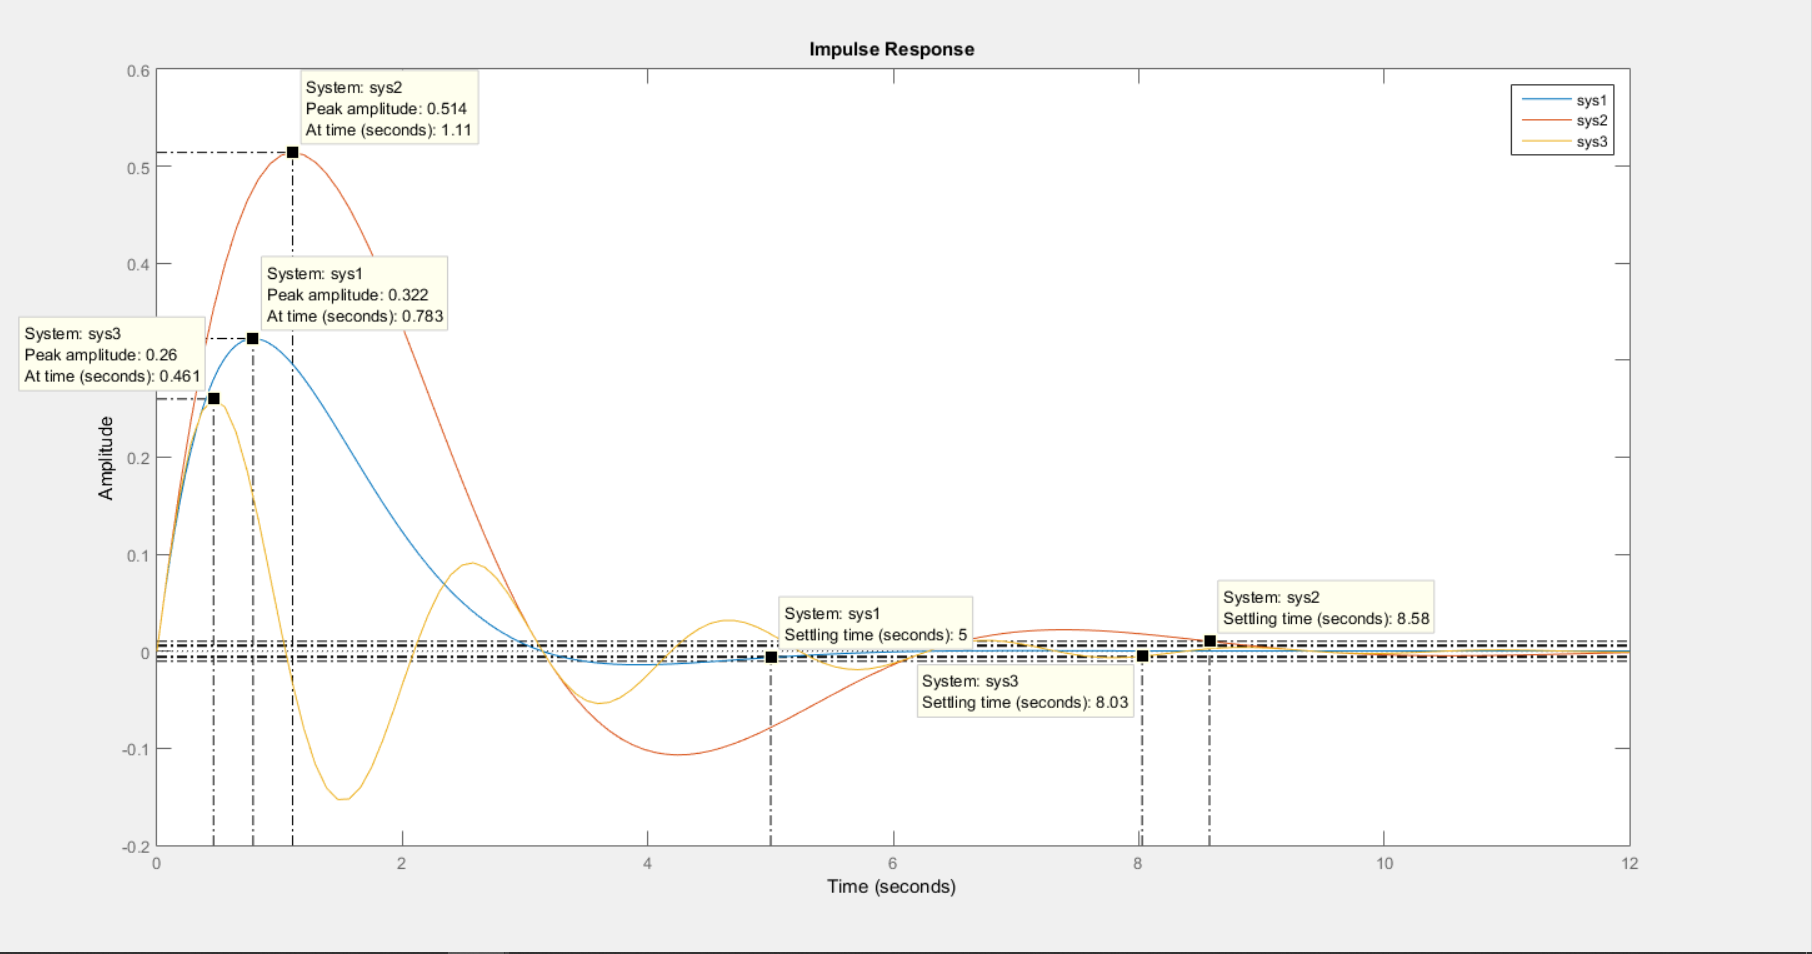 Impulse Response
0.6
System: sys2
Peak amplitude: 0.514
At time (seconds): 1.11
sys1
sys2
sys3
0.5
0.4
System: sys1
Peak amplitude: 0.322
At time (seconds): 0.783
System: sys3
Peak amplitude: 0.26
At time (seconds): 0.461
Amplitude
0.2
0.1
System: sys2
Settling time (seconds): 8.58
System: sys1
Settling time (seconds): 5
0
System: sys3
Settling time (seconds): 8.03
-0.1
-0.2
0 2 4 6 8 10 12
Time (seconds)